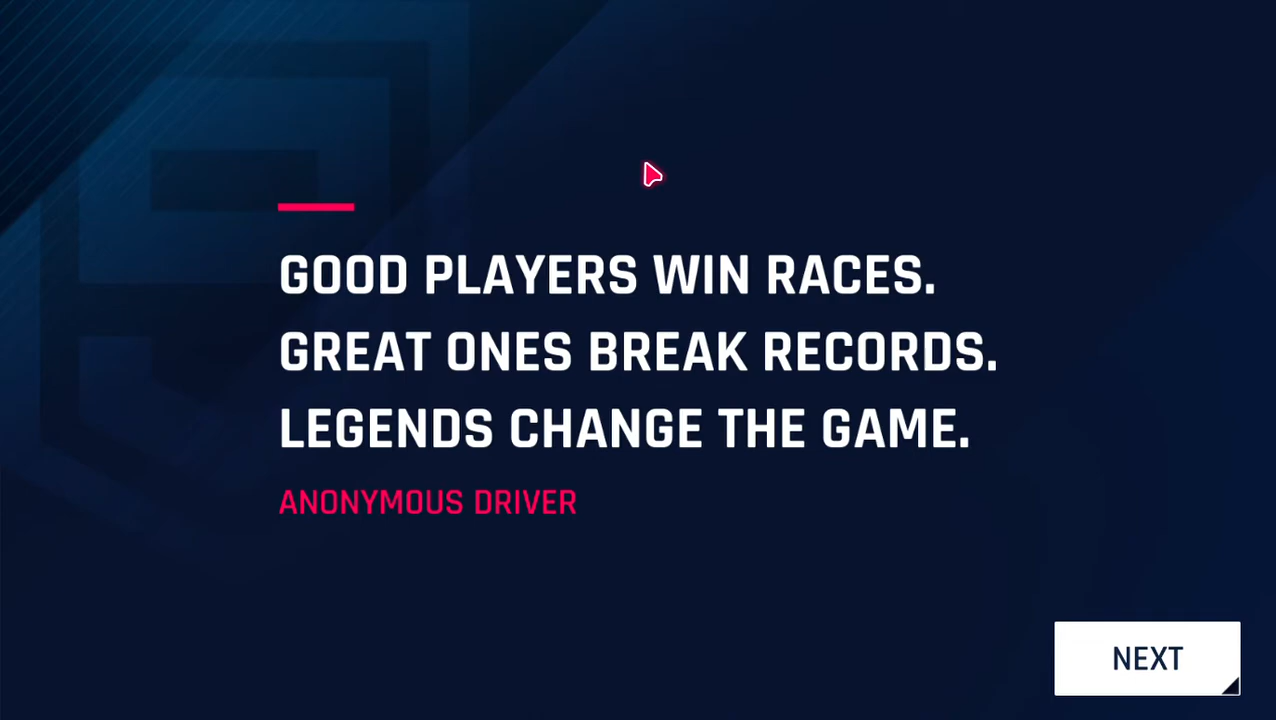 GOOD PLAYERS WIN RACES.
GREAT ONES BREAK RECORDS.
LEGENDS CHANGE THE GAME.
ANONYMOUS DRIVER
NEXT